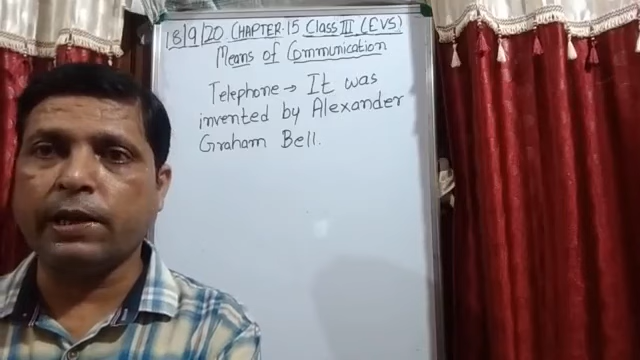 18/9/20 CHAPTER-15 Class III (EVS)
Means of Communication
Telephone → It was
invented by Alexander
Graham Bell.